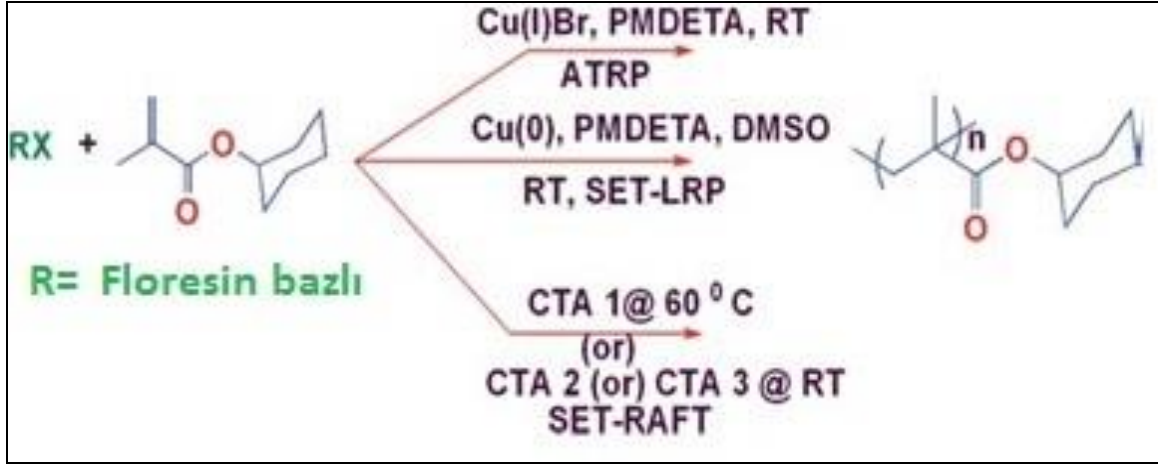 Cu(I)Br, PMDETA, RT
ATRP
RX +
O
O
Cu(0), PMDETA, DMSO
RT, SET-LRP
n
O
O
R= Floresin bazlı
CTA 1@ 60 ⁰ C
(or)
CTA 2 (or) CTA 3 @ RT
SET-RAFT